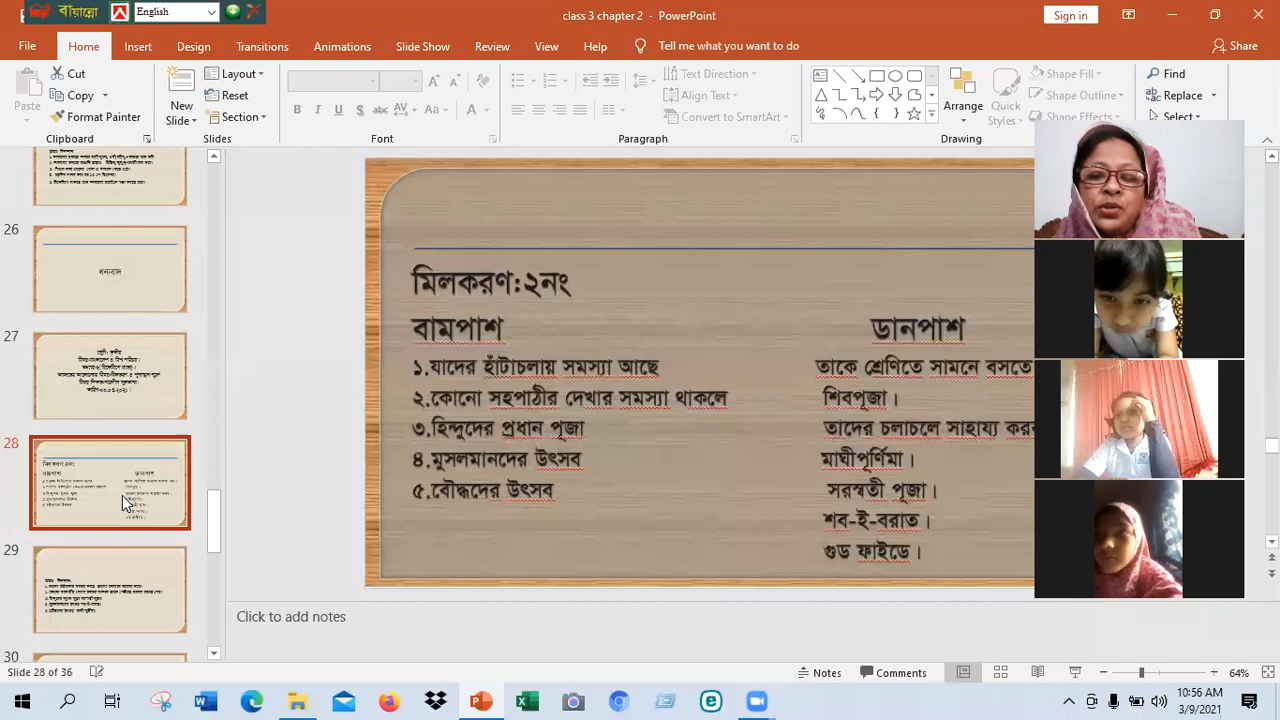 বায়ান্নো English
class 3 chapter 2 - PowerPoint
Sign in
File Home Insert Design Transitions Animations Slide Show Review View Help Tell me what you want to do Share
Cut
Copy
Format Painter
Paste
Clipboard
New Slide
Layout
Reset
Section
Slides
Font
Text Direction
Align Text
Convert to SmartArt
Paragraph
Arrange
Quick Styles
Shape Fill
Shape Outline
Shape Effects
Drawing
Find
Replace
Select
26
ধন্যবাদ
27
28
29
30
মিলকরণ:২নং
বামপাশ ডানপাশ
১.যাদের হাঁটাচলায় সমস্যা আছে তাকে শ্রেণিতে সামনে বসতে
২.কোনো সহপাঠীর দেখার সমস্যা থাকলে শিবপূজা।
৩.হিন্দুদের প্রধান পূজা তাদের চলাচলে সাহায্য
৪.মুসলমানদের উৎসব মাঘীপূর্ণিমা।
৫.বৌদ্ধদের উৎসব সরস্বতী পূজা।
শব-ই-বরাত।
গুড ফাইডে।
Click to add notes
Slide 28 of 36
Notes Comments 64%
10:56 AM
3/9/2021